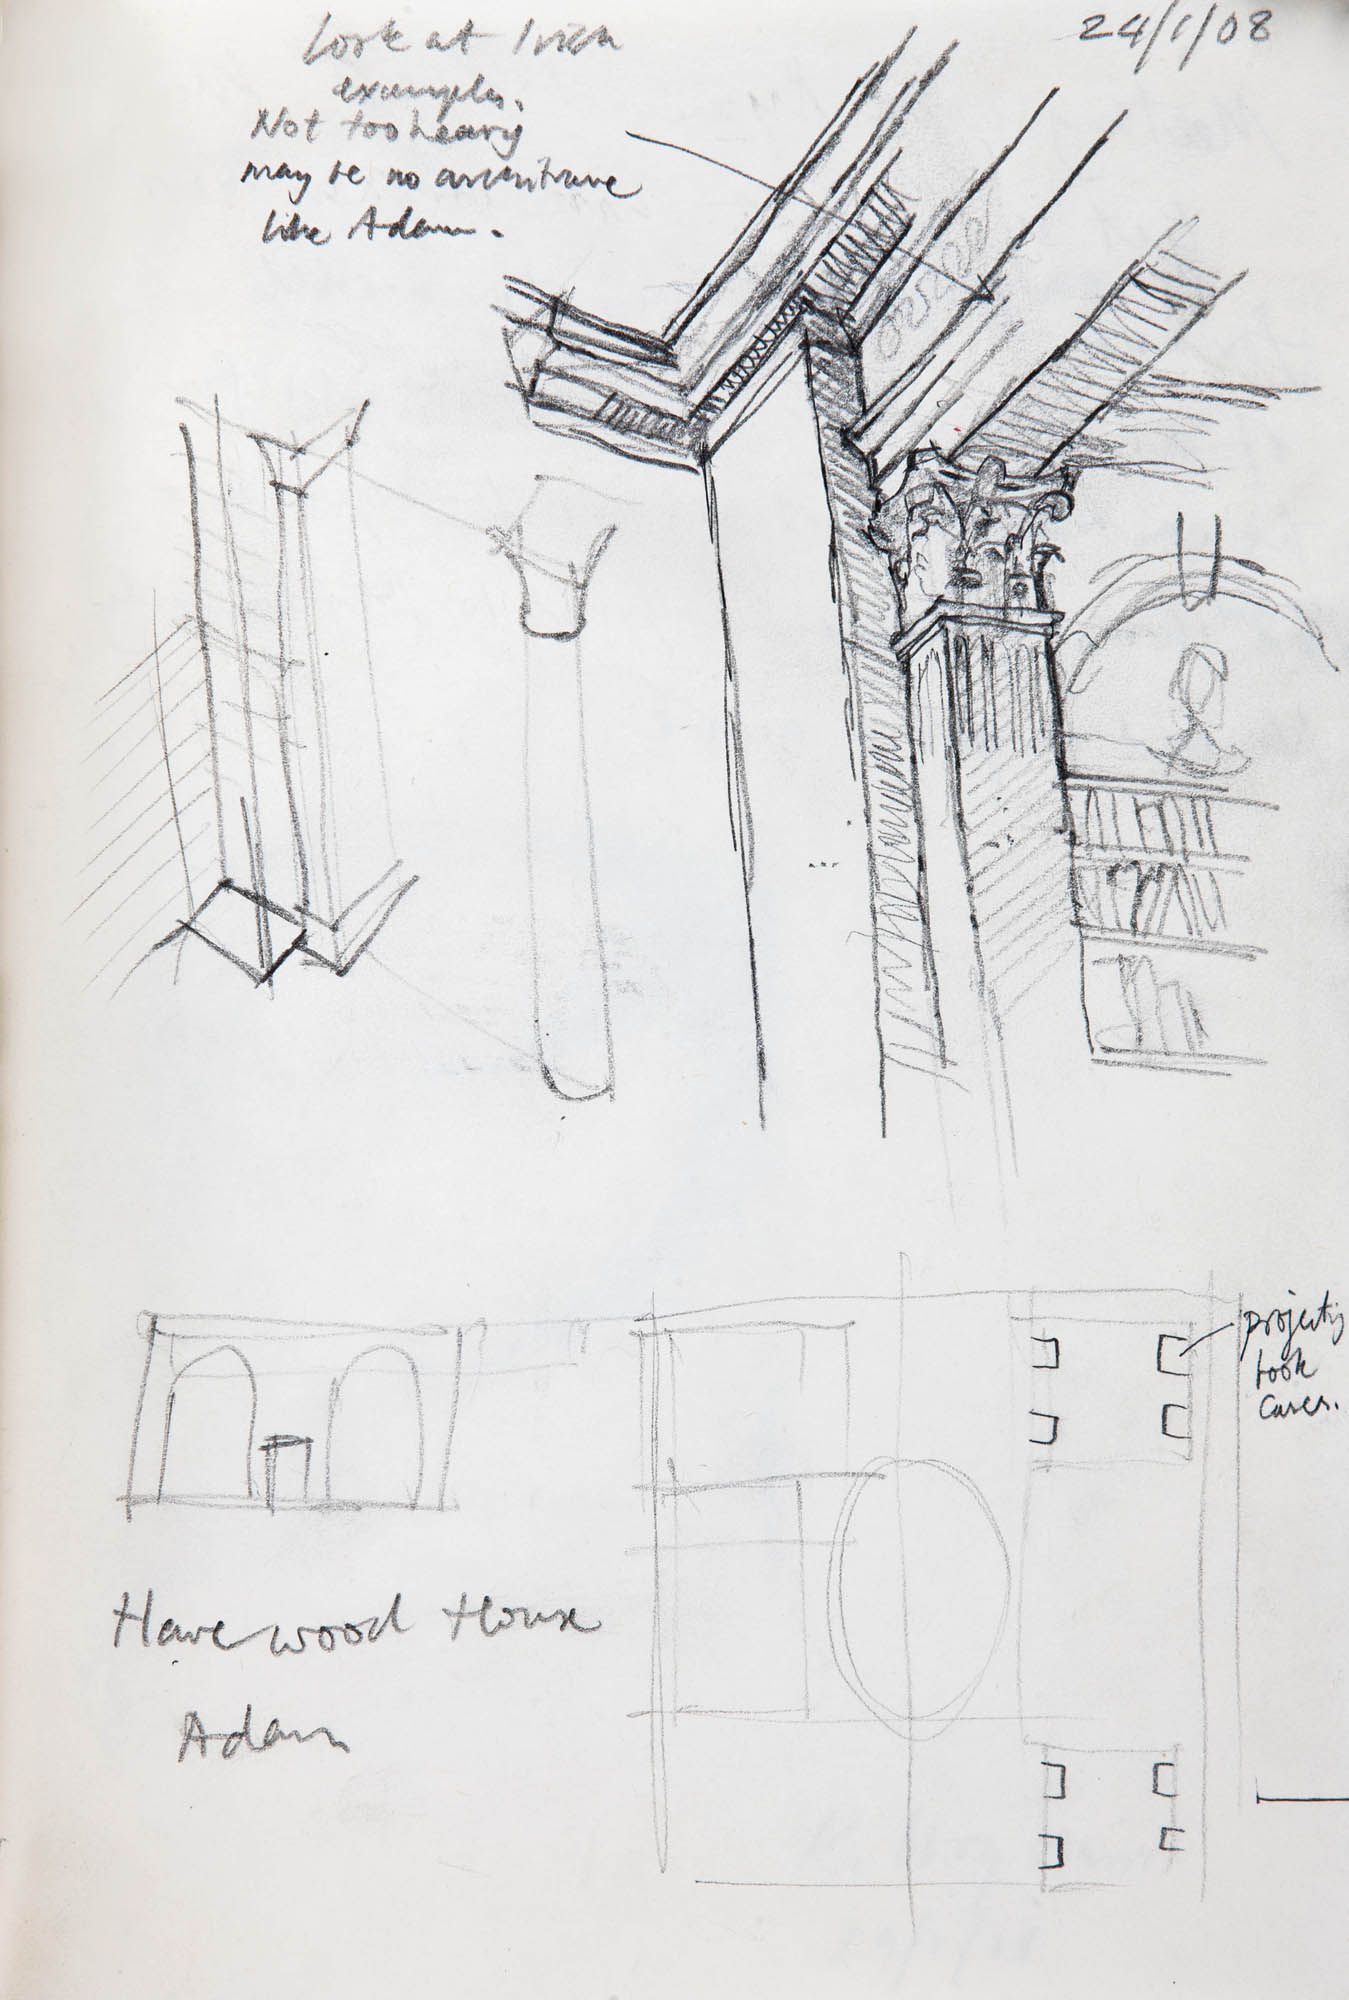 24/1/08
Look at Irish
examples.
Not too heavy
may be no architrave
like Adam.
projecting
book
cases.
Harewood House
Adam